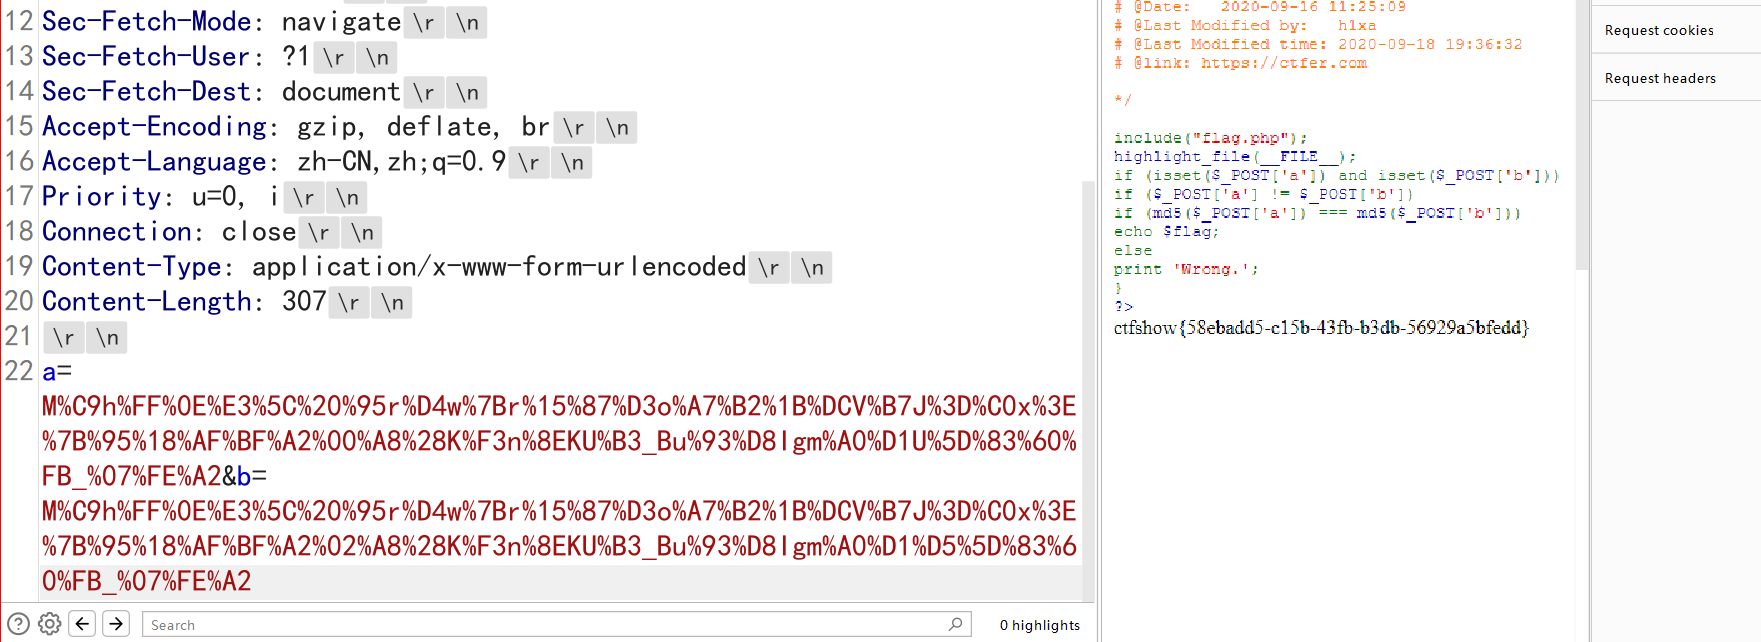 12 Sec-Fetch-Mode: navigate \r \n
13 Sec-Fetch-User: ?1 \r \n
14 Sec-Fetch-Dest: document \r \n
15 Accept-Encoding: gzip, deflate, br \r \n
16 Accept-Language: zh-CN,zh;q=0.9 \r \n
17 Priority: u=0, i \r \n
18 Connection: close \r \n
19 Content-Type: application/x-www-form-urlencoded \r \n
20 Content-Length: 307 \r \n
21 \r \n
22 a=
M%C9h%FF%0E%E3%5C%20%95r%D4w%7Br%15%87%D3o%A7%B2%1B%DCV%B7J%3D%C0x%3E
%7B%95%18%AF%BF%A2%00%A8%28K%F3n%8EKU%B3_Bu%93%D8Igm%A0%D1U%5D%83%60%
FB_%07%FE%A2&b=
M%C9h%FF%0E%E3%5C%20%95r%D4w%7Br%15%87%D3o%A7%B2%1B%DCV%B7J%3D%C0x%3E
%7B%95%18%AF%BF%A2%02%A8%28K%F3n%8EKU%B3_Bu%93%D8Igm%A0%D1%D5%5D%83%6
0%FB_%07%FE%A2
Search
0 highlights
# @Date:   2020-09-16 11:25:09
# @Last Modified by:   h1xa
# @Last Modified time: 2020-09-18 19:36:32
# @link: https://ctfer.com
*/
include("flag.php");
highlight_file(__FILE__);
if (isset($_POST['a']) and isset($_POST['b']))
if ($_POST['a'] != $_POST['b'])
if (md5($_POST['a']) === md5($_POST['b']))
echo $flag;
else
print 'Wrong.';
}
?>
ctfshow{58ebadd5-c15b-43fb-b3db-56929a5bfedd}
Request cookies
Request headers